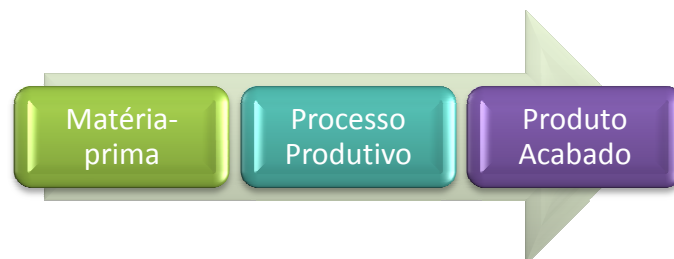 Matéria-
prima
Processo
Produtivo
Produto
Acabado